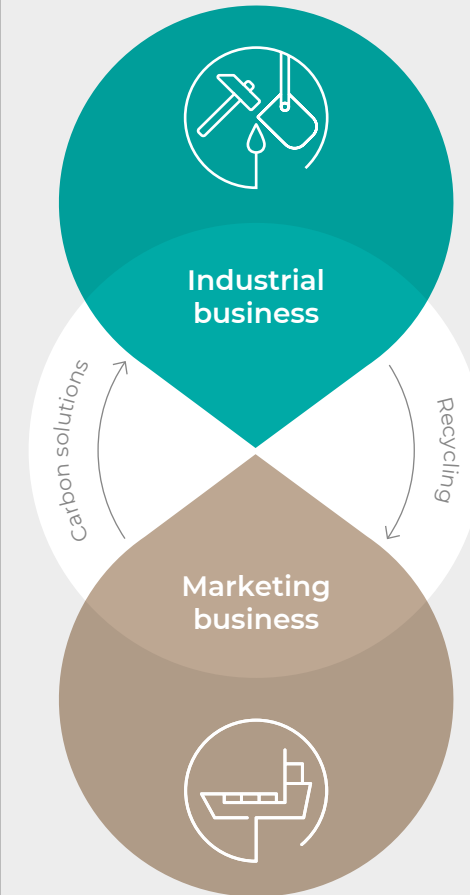 Industrial
business
Carbon solutions
Recycling
Marketing
business